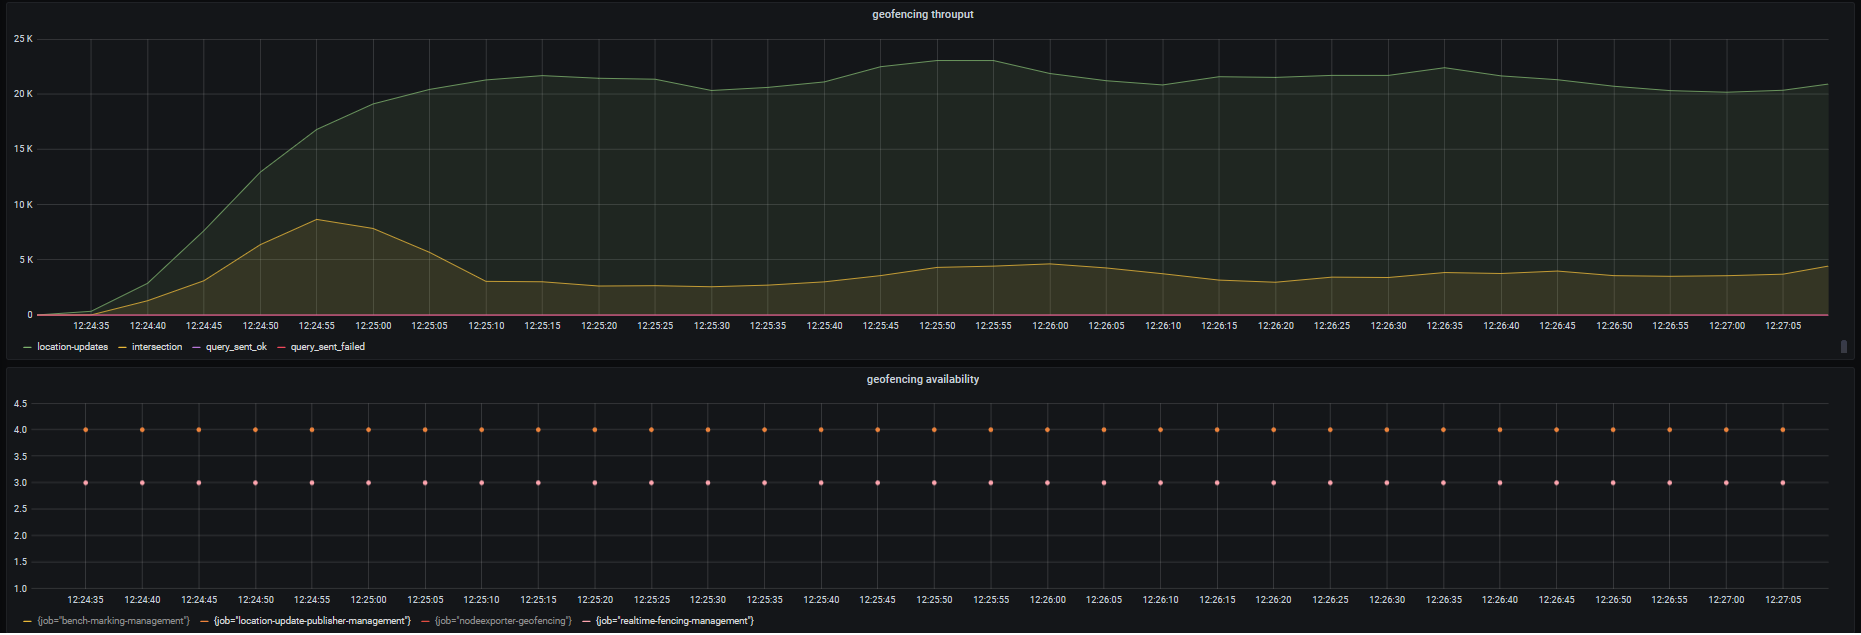 geofencing throuput
25 K
20 K
15 K
10 K
5 K
0
12:24:35 12:24:40 12:24:45 12:24:50 12:24:55 12:25:00 12:25:05 12:25:10 12:25:15 12:25:20 12:25:25 12:25:30 12:25:35 12:25:40 12:25:45 12:25:50 12:25:55 12:26:00 12:26:05 12:26:10 12:26:15 12:26:20 12:26:25 12:26:30 12:26:35 12:26:40 12:26:45 12:26:50 12:26:55 12:27:00 12:27:05
location-updates intersection query_sent_ok query_sent_failed
geofencing availability
4.5
4.0
3.5
3.0
2.5
2.0
1.5
1.0
12:24:35 12:24:40 12:24:45 12:24:50 12:24:55 12:25:00 12:25:05 12:25:10 12:25:15 12:25:20 12:25:25 12:25:30 12:25:35 12:25:40 12:25:45 12:25:50 12:25:55 12:26:00 12:26:05 12:26:10 12:26:15 12:26:20 12:26:25 12:26:30 12:26:35 12:26:40 12:26:45 12:26:50 12:26:55 12:27:00 12:27:05
{job="bench-marking-management"} {job="location-update-publisher-management"} {job="nodeexporter-geofencing"} {job="realtime-fencing-management"}